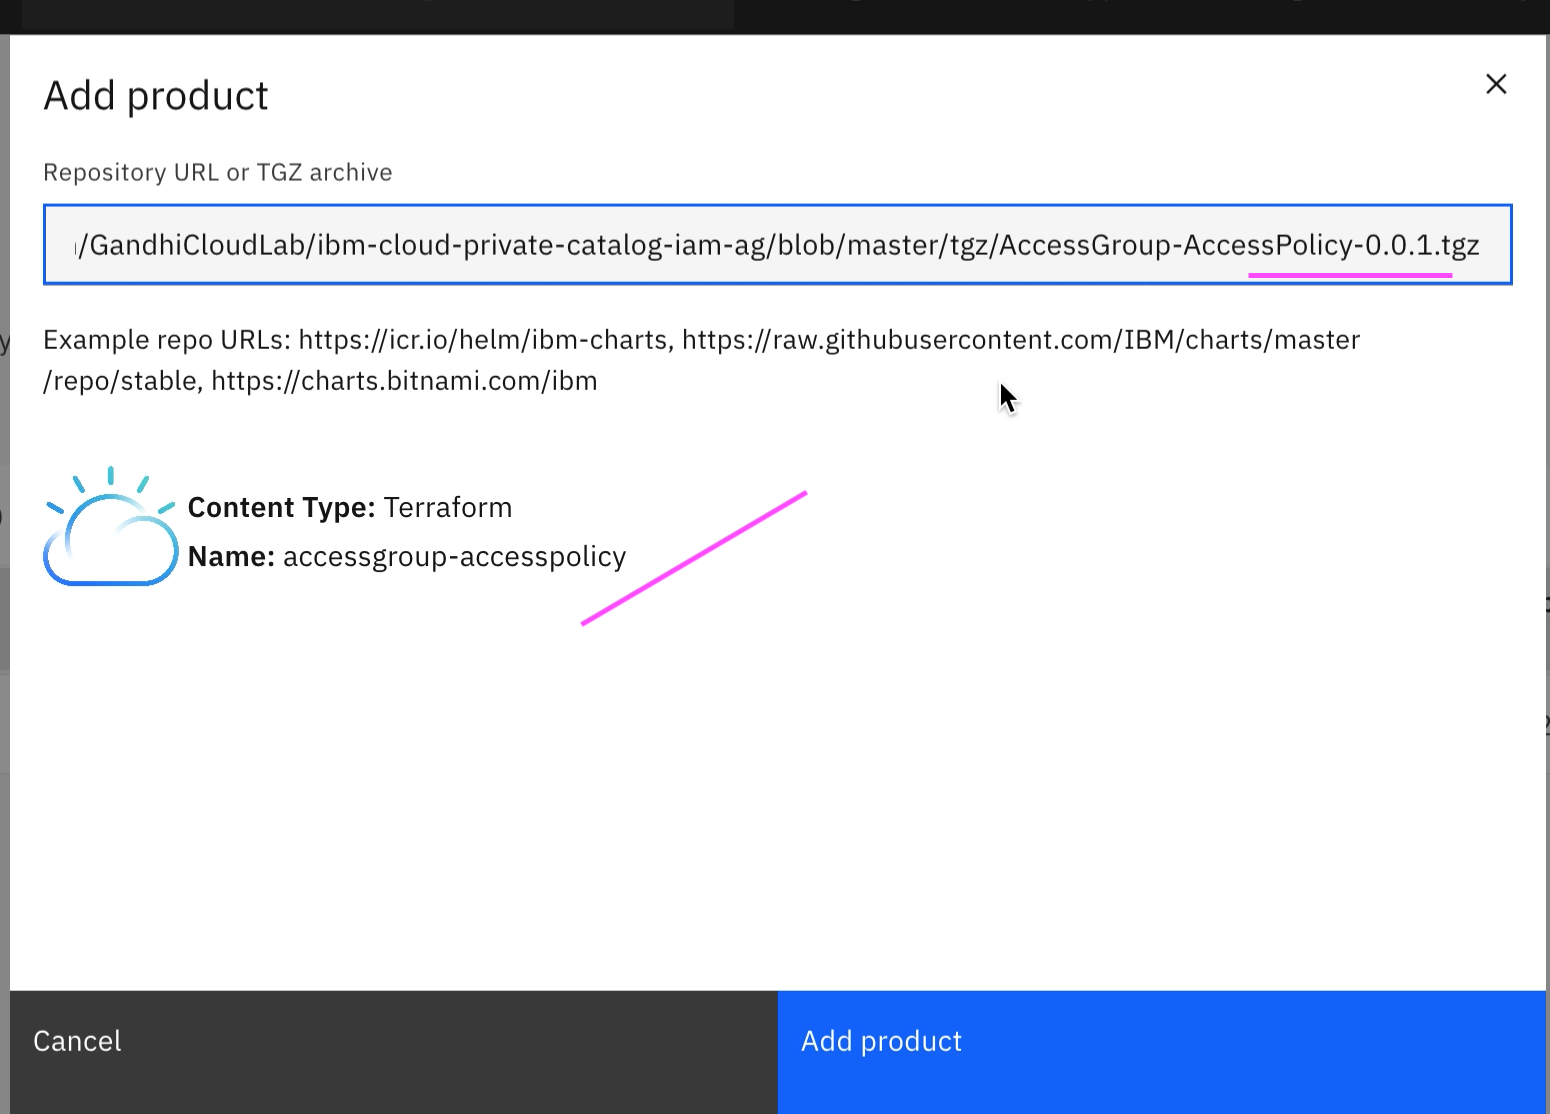 Add product
Repository URL or TGZ archive
/GandhiCloudLab/ibm-cloud-private-catalog-iam-ag/blob/master/tgz/AccessGroup-AccessPolicy-0.0.1.tgz
Example repo URLs: https://icr.io/helm/ibm-charts, https://raw.githubusercontent.com/IBM/charts/master
/repo/stable, https://charts.bitnami.com/ibm
Content Type: Terraform
Name: accessgroup-accesspolicy
Cancel
Add product